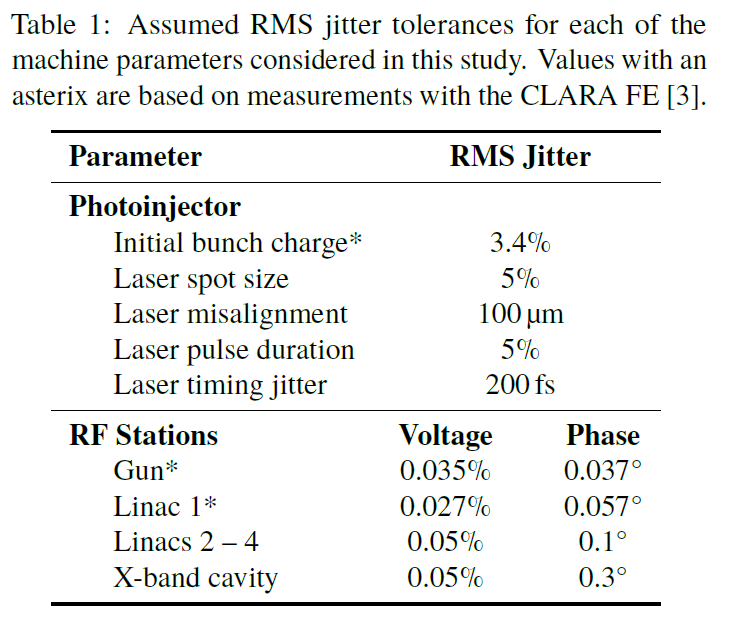 Table 1: Assumed RMS jitter tolerances for each of the
machine parameters considered in this study. Values with an
asterix are based on measurements with the CLARA FE [3].
Parameter RMS Jitter
Photoinjector
Initial bunch charge* 3.4%
Laser spot size 5%
Laser misalignment 100 µm
Laser pulse duration 5%
Laser timing jitter 200 fs
RF Stations Voltage Phase
Gun* 0.035% 0.037°
Linac 1* 0.027% 0.057°
Linacs 2 – 4 0.05% 0.1°
X-band cavity 0.05% 0.3°